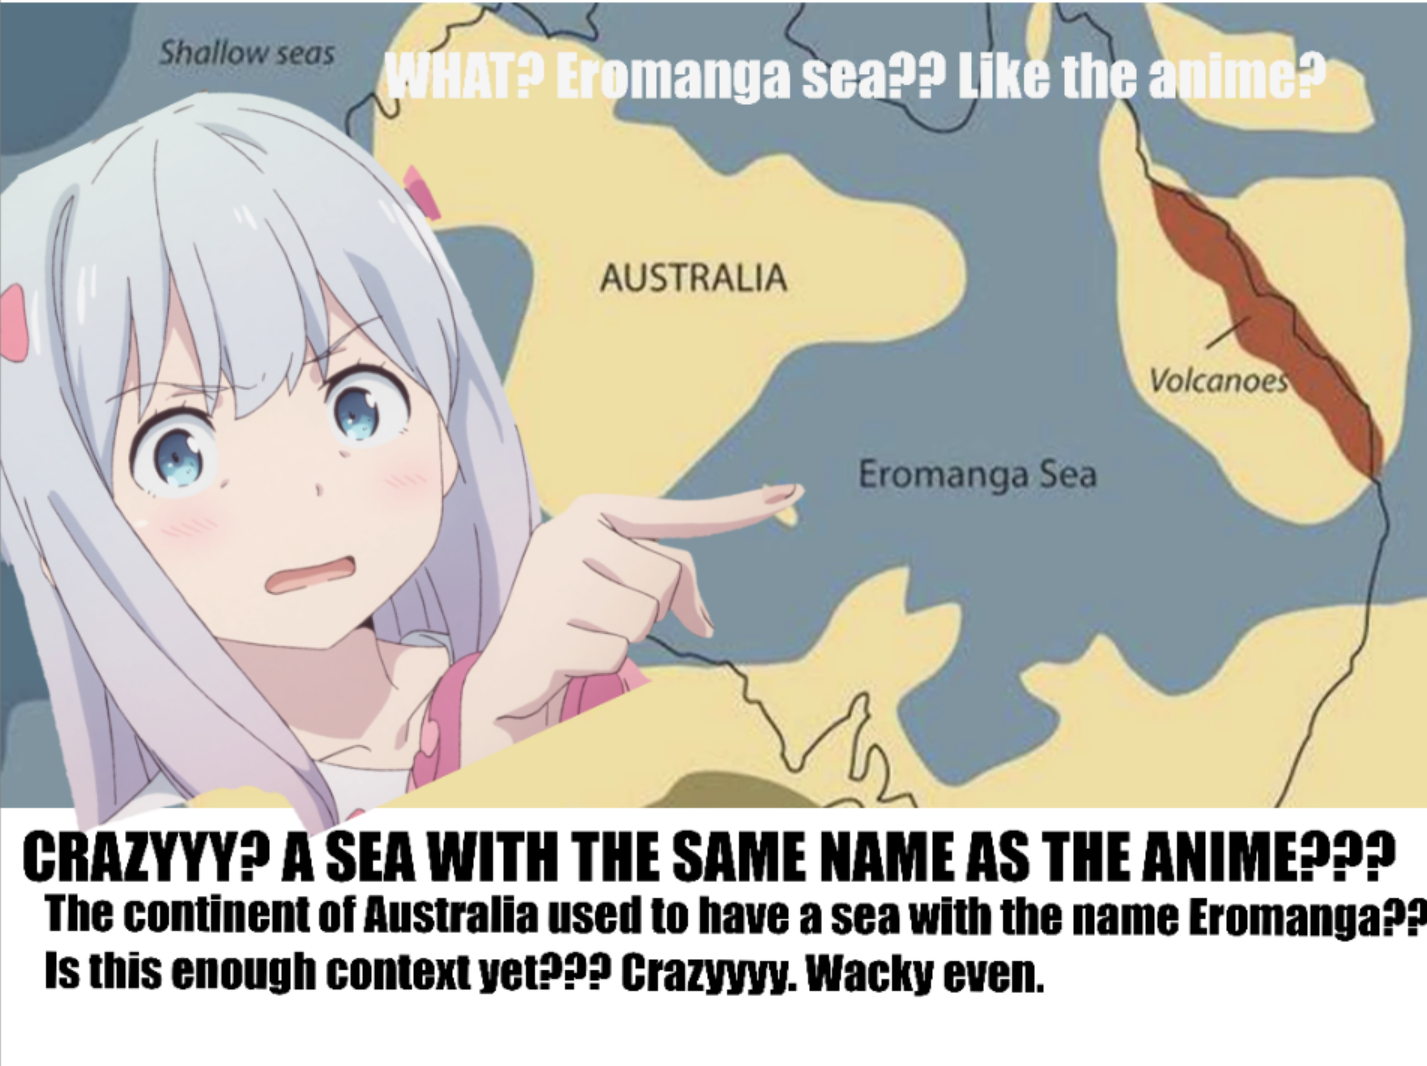 Shallow seas
WHAT? Eromanga sea?? Like the anime?
AUSTRALIA
Volcanoes
Eromanga Sea
CRAZYYY? A SEA WITH THE SAME NAME AS THE ANIME???
The continent of Australia used to have a sea with the name Eromanga??
Is this enough context yet??? Crazyyyy. Wacky even.